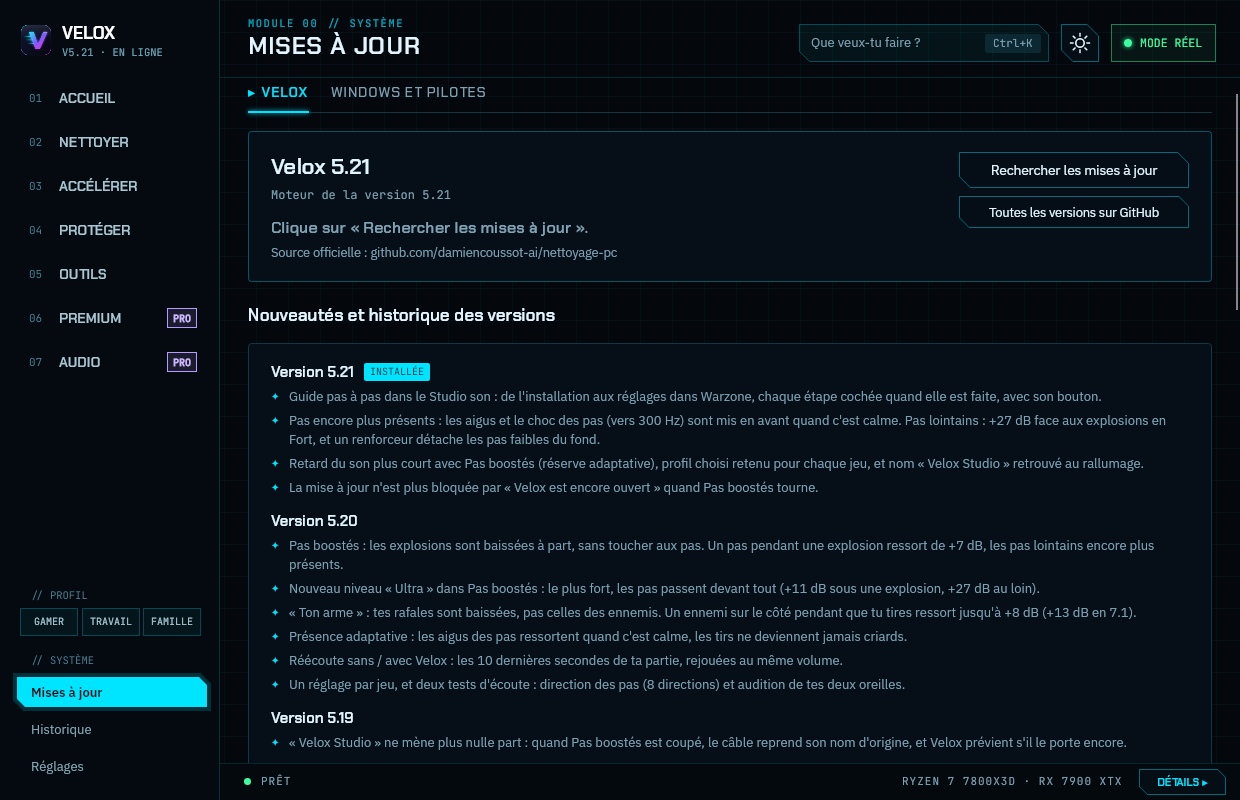 VELOX
V5.21 · EN LIGNE
01 ACCUEIL
02 NETTOYER
03 ACCÉLÉRER
04 PROTÉGER
05 OUTILS
06 PREMIUM PRO
07 AUDIO PRO
// PROFIL
GAMER TRAVAIL FAMILLE
// SYSTÈME
Mises à jour
Historique
Réglages
MODULE 00 // SYSTÈME
MISES À JOUR
Que veux-tu faire ? Ctrl+K
MODE RÉEL
▸ VELOX WINDOWS ET PILOTES
Velox 5.21
Moteur de la version 5.21
Clique sur « Rechercher les mises à jour ».
Source officielle : github.com/damiencoussot-ai/nettoyage-pc
Rechercher les mises à jour
Toutes les versions sur GitHub
Nouveautés et historique des versions
Version 5.21 INSTALLÉE
✦ Guide pas à pas dans le Studio son : de l'installation aux réglages dans Warzone, chaque étape cochée quand elle est faite, avec son bouton.
✦ Pas encore plus présents : les aigus et le choc des pas (vers 300 Hz) sont mis en avant quand c'est calme. Pas lointains : +27 dB face aux explosions en
Fort, et un renforceur détache les pas faibles du fond.
✦ Retard du son plus court avec Pas boostés (réserve adaptative), profil choisi retenu pour chaque jeu, et nom « Velox Studio » retrouvé au rallumage.
✦ La mise à jour n'est plus bloquée par « Velox est encore ouvert » quand Pas boostés tourne.
Version 5.20
✦ Pas boostés : les explosions sont baissées à part, sans toucher aux pas. Un pas pendant une explosion ressort de +7 dB, les pas lointains encore plus
présents.
✦ Nouveau niveau « Ultra » dans Pas boostés : le plus fort, les pas passent devant tout (+11 dB sous une explosion, +27 dB au loin).
✦ « Ton arme » : tes rafales sont baissées, pas celles des ennemis. Un ennemi sur le côté pendant que tu tires ressort jusqu'à +8 dB (+13 dB en 7.1).
✦ Présence adaptative : les aigus des pas ressortent quand c'est calme, les tirs ne deviennent jamais criards.
✦ Réécoute sans / avec Velox : les 10 dernières secondes de ta partie, rejouées au même volume.
✦ Un réglage par jeu, et deux tests d'écoute : direction des pas (8 directions) et audition de tes deux oreilles.
Version 5.19
✦ « Velox Studio » ne mène plus nulle part : quand Pas boostés est coupé, le câble reprend son nom d'origine, et Velox prévient s'il le porte encore.
PRÊT
RYZEN 7 7800X3D · RX 7900 XTX
DÉTAILS ▸